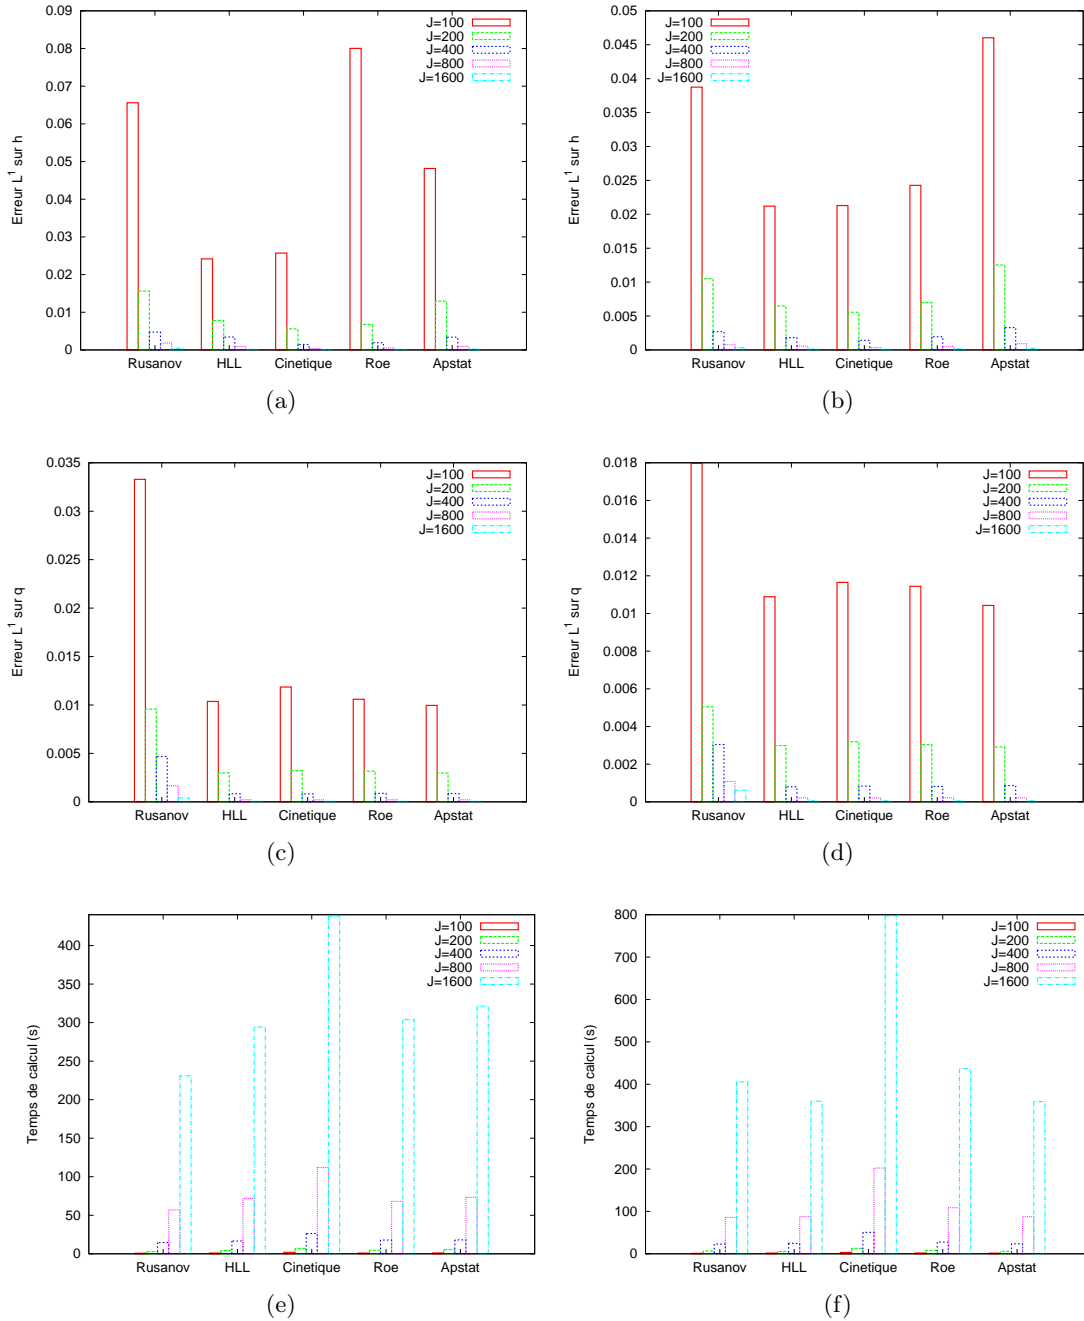 0.09
0.08
0.07
0.06
0.05
0.04
0.03
0.02
0.01
0
Erreur L¹ sur h
J=100
J=200
J=400
J=800
J=1600
Rusanov HLL Cinetique Roe Apstat
(a)
0.05
0.045
0.04
0.035
0.03
0.025
0.02
0.015
0.01
0.005
0
Erreur L¹ sur h
J=100
J=200
J=400
J=800
J=1600
Rusanov HLL Cinetique Roe Apstat
(b)
0.035
0.03
0.025
0.02
0.015
0.01
0.005
0
Erreur L¹ sur q
J=100
J=200
J=400
J=800
J=1600
Rusanov HLL Cinetique Roe Apstat
(c)
0.018
0.016
0.014
0.012
0.01
0.008
0.006
0.004
0.002
0
Erreur L¹ sur q
J=100
J=200
J=400
J=800
J=1600
Rusanov HLL Cinetique Roe Apstat
(d)
400
350
300
250
200
150
100
50
0
Temps de calcul (s)
J=100
J=200
J=400
J=800
J=1600
Rusanov HLL Cinetique Roe Apstat
(e)
800
700
600
500
400
300
200
100
0
Temps de calcul (s)
J=100
J=200
J=400
J=800
J=1600
Rusanov HLL Cinetique Roe Apstat
(f)